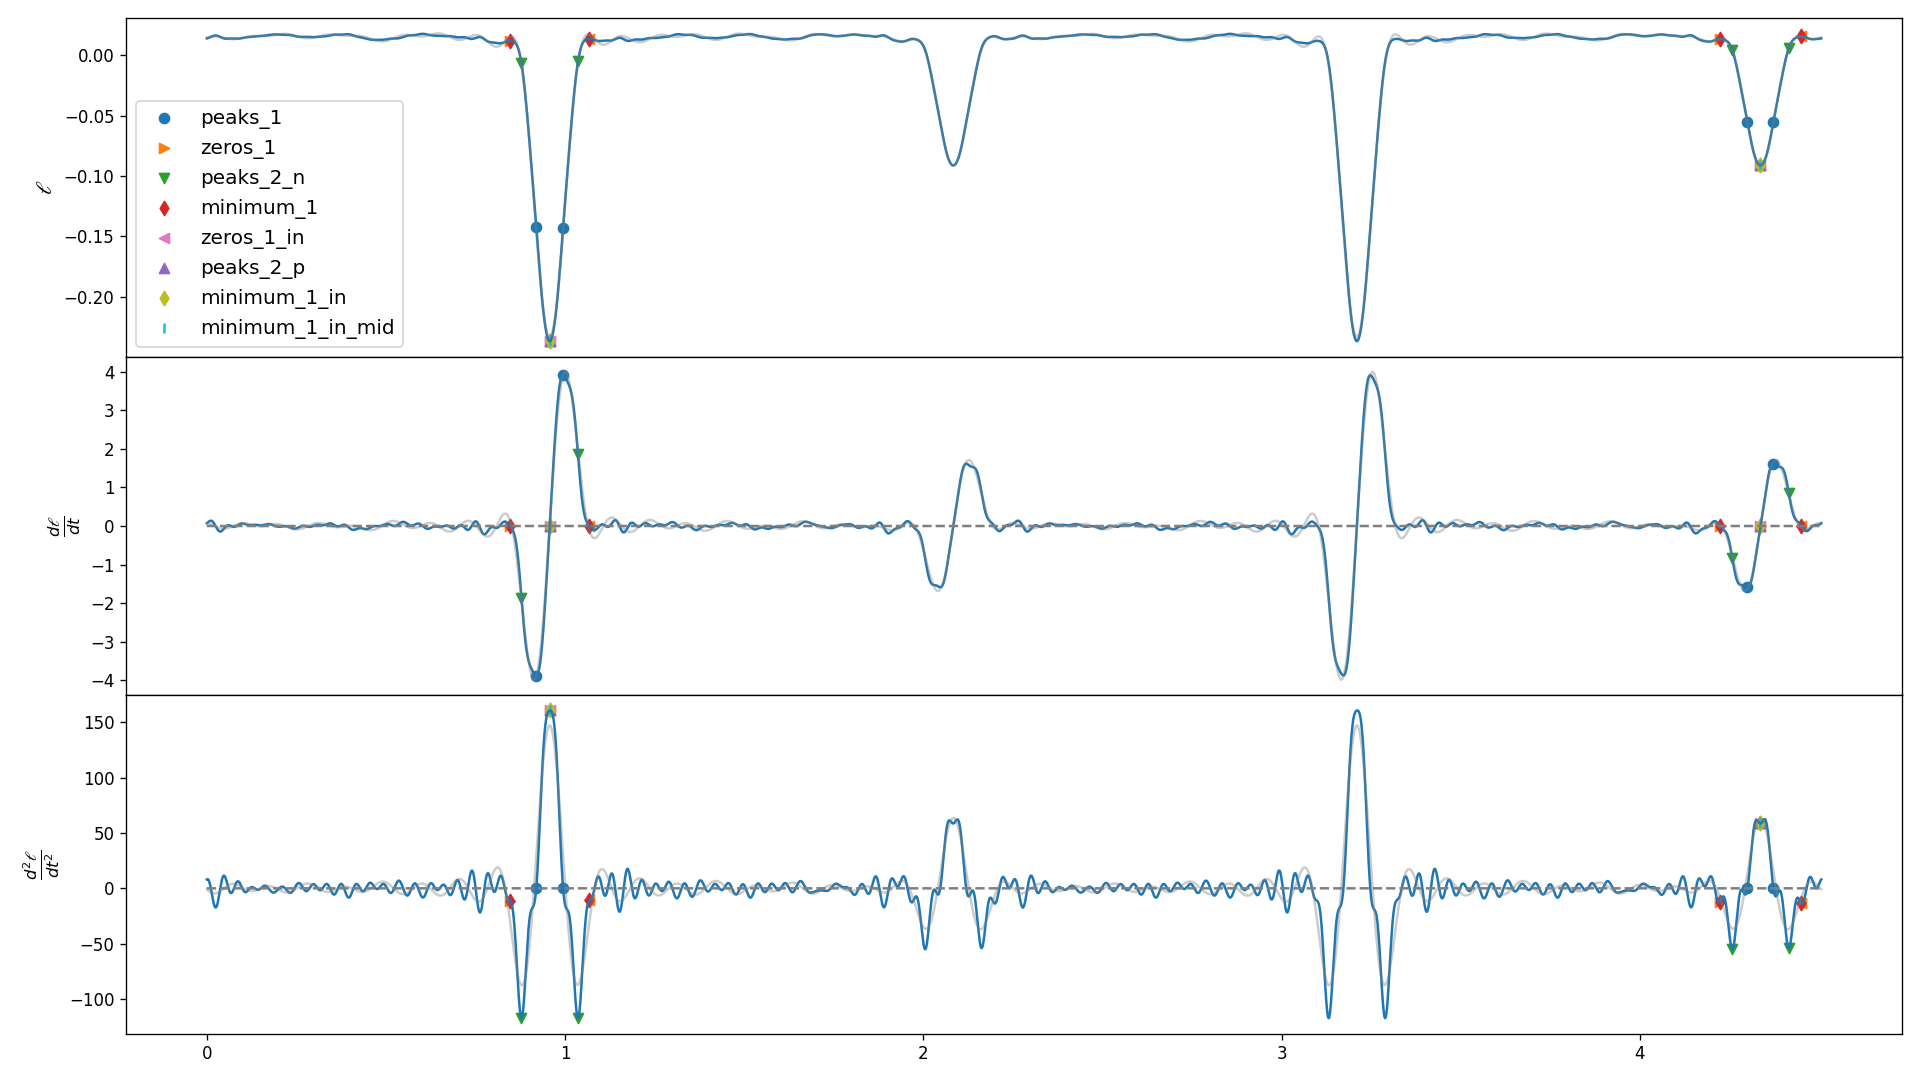 0.00
−0.05
−0.10
−0.15
−0.20
ℓ
peaks_1
zeros_1
peaks_2_n
minimum_1
zeros_1_in
peaks_2_p
minimum_1_in
minimum_1_in_mid
4
3
2
1
0
−1
−2
−3
−4
dℓ
dt
150
100
50
0
−50
−100
d²ℓ
dt²
0 1 2 3 4